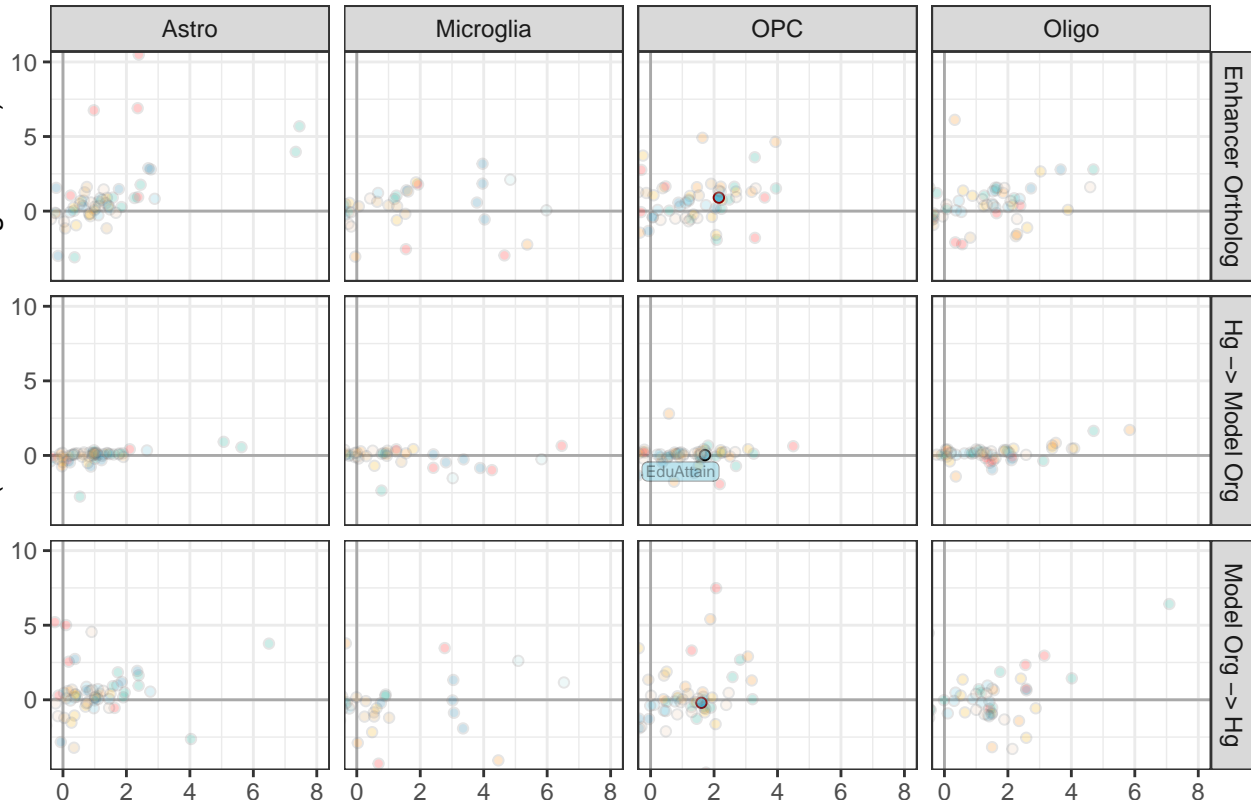 Astro Microglia OPC Oligo
10
5
0
Enhancer Ortholog
10
5
0
EduAttain
Hg −> Model Org
10
5
0
Model Org −> Hg
0 2 4 6 8 0 2 4 6 8 0 2 4 6 8 0 2 4 6 8